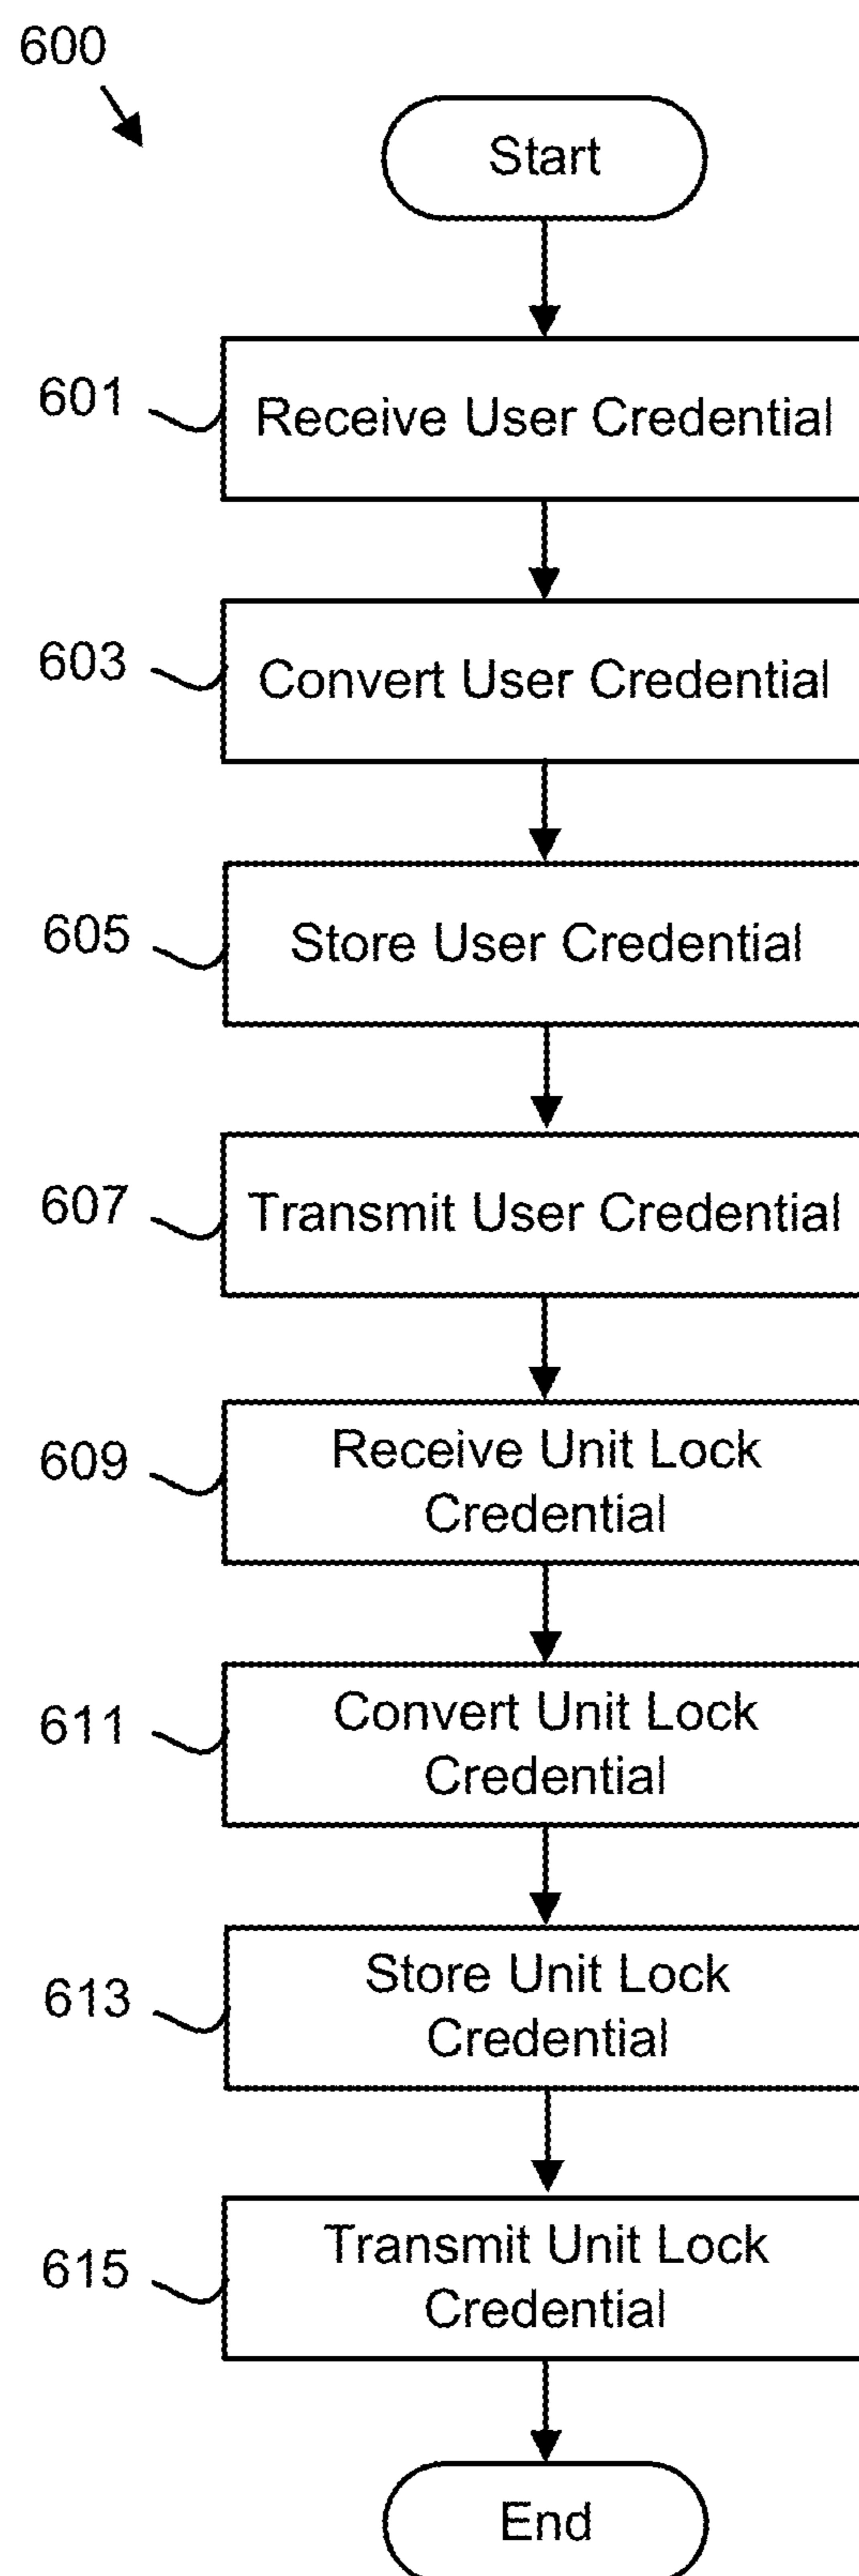 600
Start
601
Receive User Credential
603
Convert User Credential
605
Store User Credential
607
Transmit User Credential
609
Receive Unit Lock
Credential
611
Convert Unit Lock
Credential
613
Store Unit Lock
Credential
615
Transmit Unit Lock
Credential
End